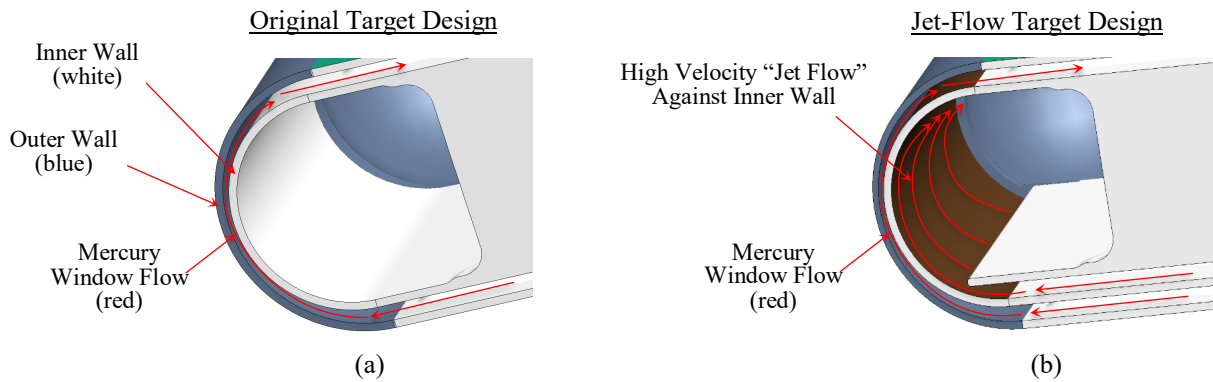 Original Target Design
Inner Wall
(white)
Outer Wall
(blue)
Mercury
Window Flow
(red)
(a)
Jet-Flow Target Design
High Velocity “Jet Flow”
Against Inner Wall
Mercury
Window Flow
(red)
(b)